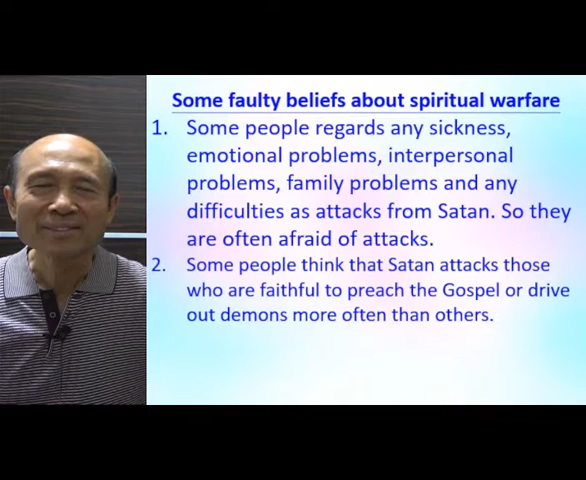 Some faulty beliefs about spiritual warfare
1. Some people regards any sickness,
emotional problems, interpersonal
problems, family problems and any
difficulties as attacks from Satan. So they
are often afraid of attacks.
2. Some people think that Satan attacks those
who are faithful to preach the Gospel or drive
out demons more often than others.